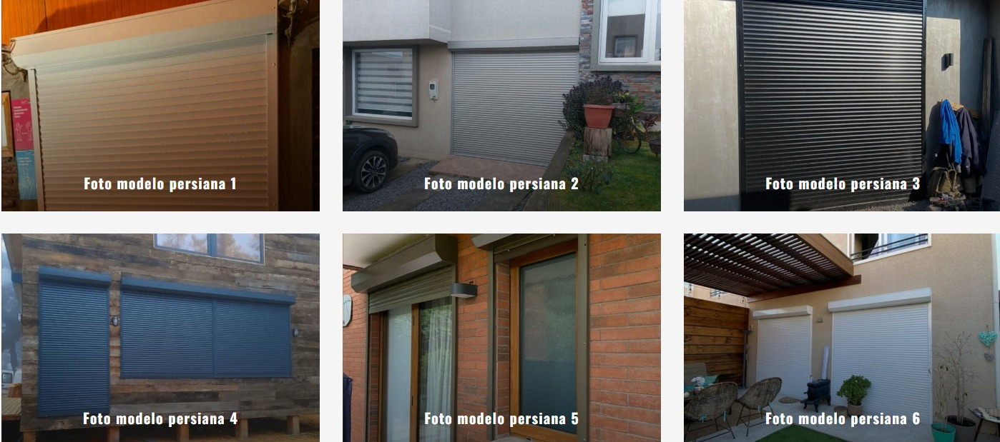 Foto modelo persiana 1
Foto modelo persiana 2
Foto modelo persiana 3
Foto modelo persiana 4
Foto modelo persiana 5
Foto modelo persiana 6